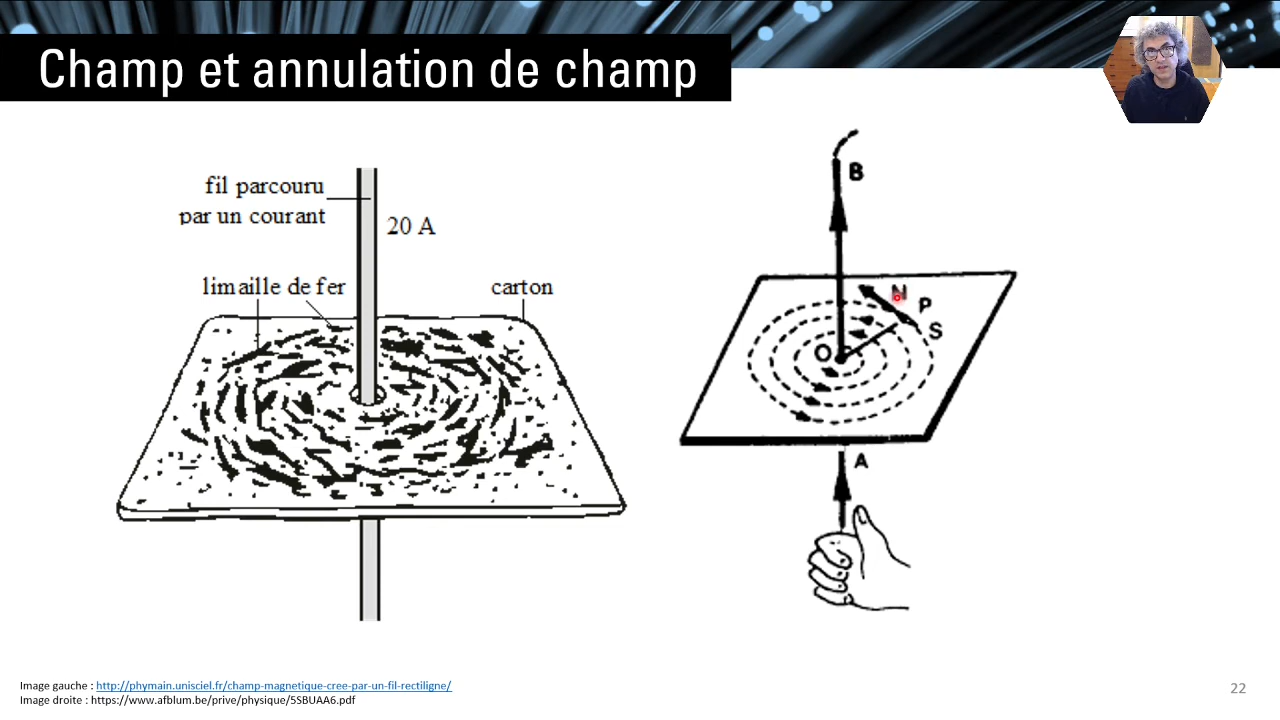 Champ et annulation de champ
fil parcouru
par un courant
20 A
limaille de fer
carton
B
N
P
S
O
A
Image gauche : http://phymain.unisciel.fr/champ-magnetique-cree-par-un-fil-rectiligne/
Image droite : https://www.afblum.be/prive/physique/5SBUAA6.pdf
22